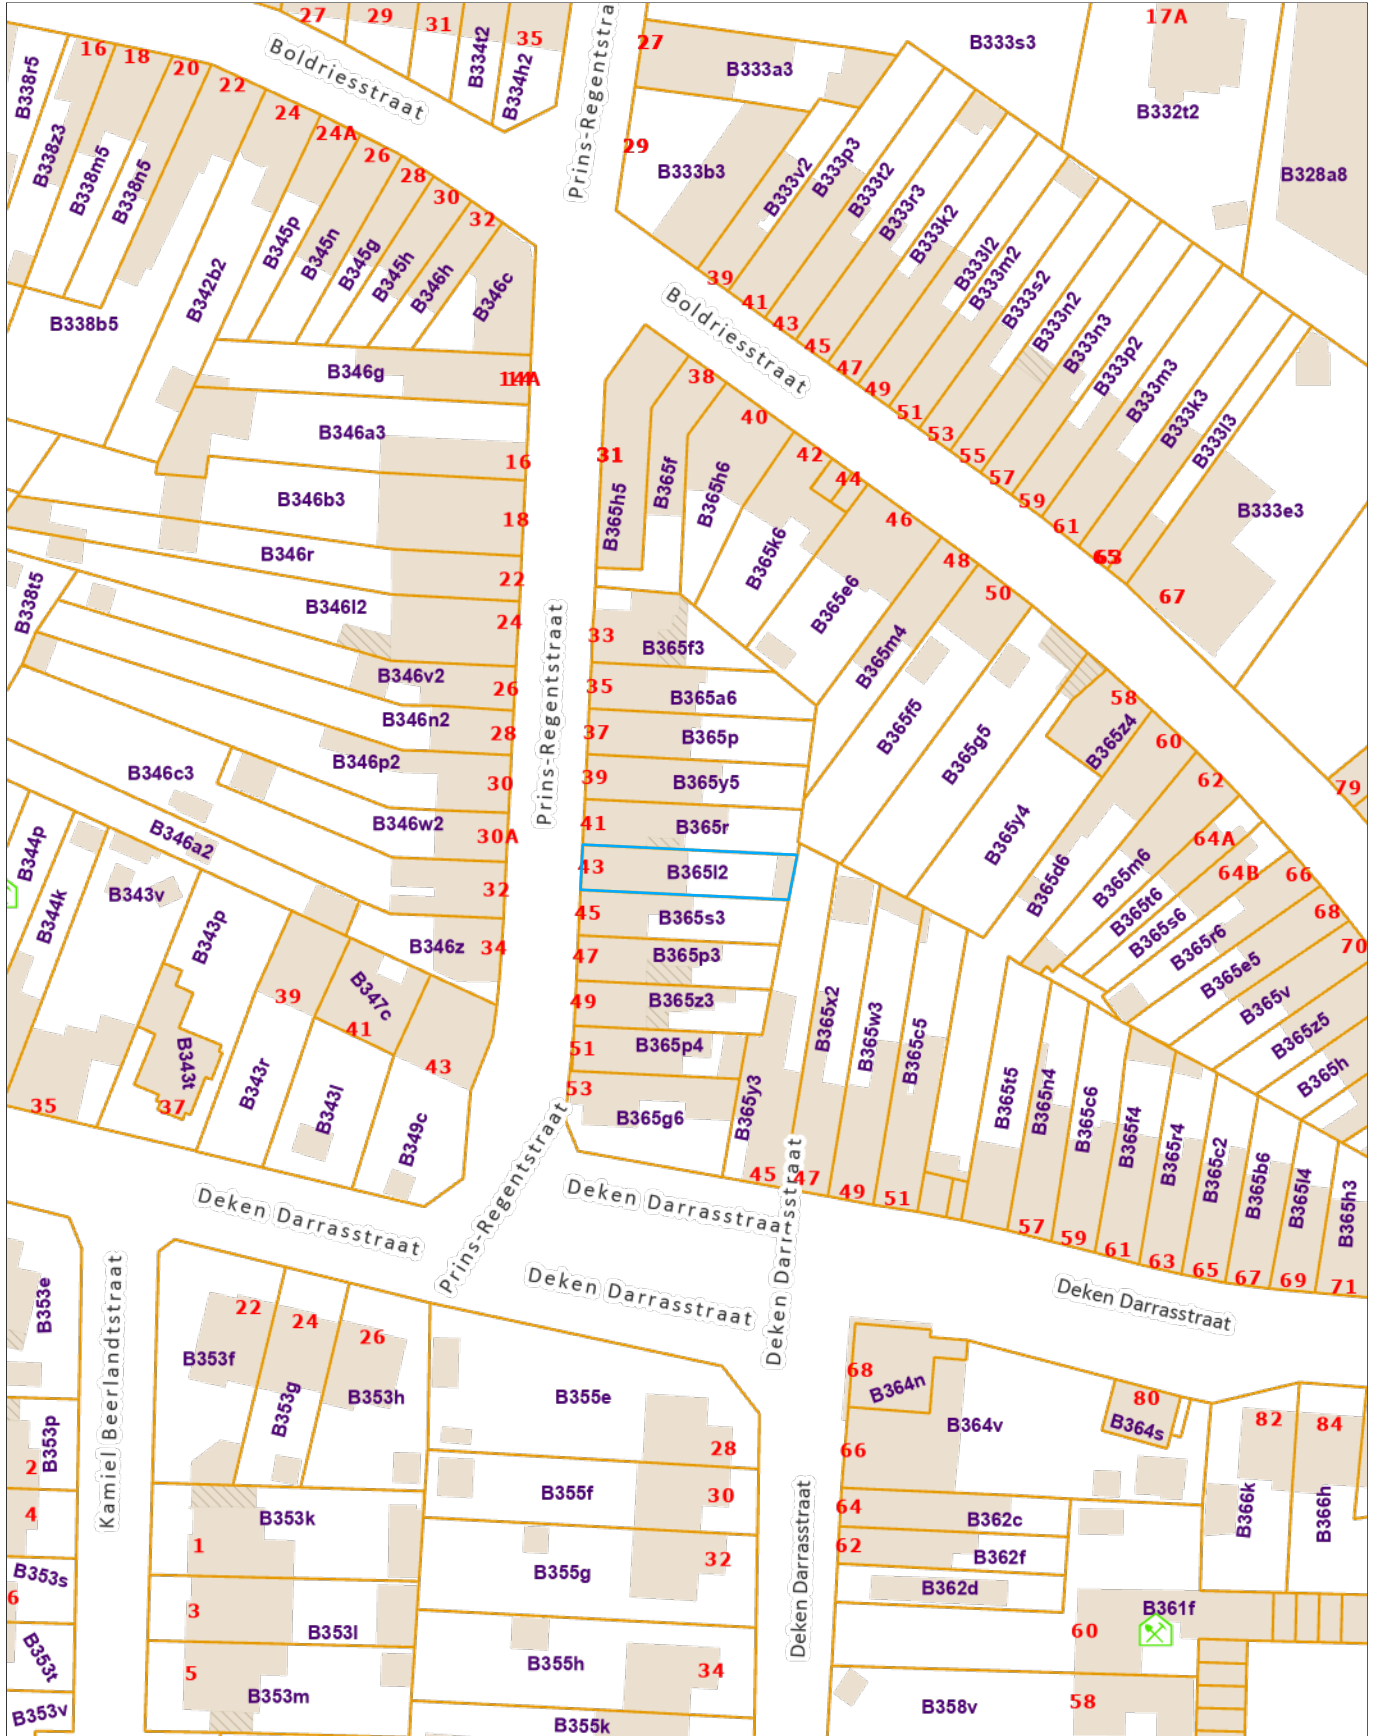 27
29
31
35
B334t2
B334h2
Prins-Regentstra
27
B333a3
B333s3
17A
B332t2
B328a8
16
18
20
22
24
24A
26
28
30
32
Boldriesstraat
B338r5
B338z3
B338m5
B338n5
B342b2
B345p
B345n
B345g
B345h
B346h
B346c
29
B333b3
B333v2
B333p3
B333t2
B333r3
B333k2
B333l2
B333m2
B333s2
B333n2
B333n3
B333p2
B333m3
B333k3
B333l3
B333e3
39
41
43
45
47
49
51
53
55
57
59
61
65
67
79
Boldriesstraat
B338b5
B346g
14A
B346a3
16
B346b3
18
B346r
22
B346l2
24
B338t5
B346v2
26
B346n2
28
B346p2
30
B346c3
B346w2
30A
B346a2
32
B346z
34
31
B365h5
B365f
38
B365h6
40
42
44
B365k6
46
B365e6
48
B365m4
50
B365f5
B365g5
B365y4
58
B365z4
60
62
64A
64B
66
68
70
B365d6
B365m6
B365t6
B365s6
B365r6
B365e5
B365v
B365z5
B365h
Prins-Regentstraat
33
B365f3
35
B365a6
37
B365p
39
B365y5
41
B365r
43
B365l2
45
B365s3
47
B365p3
49
B365z3
51
B365p4
53
B365g6
B365y3
B365x2
B365w3
B365c5
B365t5
B365n4
B365c6
B365f4
B365r4
B365c2
B365b6
B365l4
B365h3
45
47
49
51
57
59
61
63
65
67
69
71
B344p
B344k
B343v
B343p
39
B347c
41
43
B343t
37
B343r
B343l
B349c
35
Deken Darrasstraat
Prins-Regentstraat
Deken Darrasstraat
Deken Darrasstraat
Deken Darrasstraat
Deken Darrasstraat
Kamiel Beerlandtstraat
B353e
B353p
2
4
B353s
6
B353t
B353v
22
24
26
B353f
B353g
B353h
B353k
1
3
B353l
5
B353m
B355e
28
B355f
30
B355g
32
B355h
34
B355k
Deken Darrasstraat
68
B364n
B364v
66
80
B364s
82
84
64
B362c
62
B362f
B362d
B366k
B366h
B361f
60
58
B358v